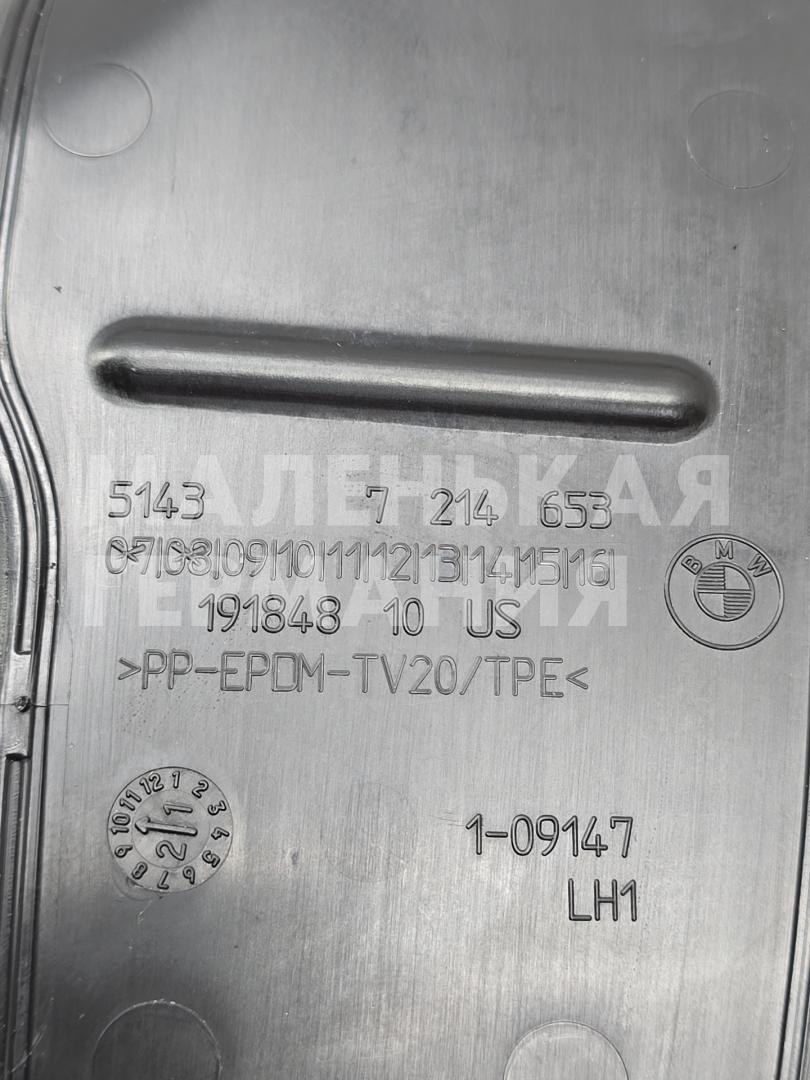 МАЛЕНЬКАЯ
ГЕРМАНИЯ
5143 7 214 653
07|08|09|10|11|12|13|14|15|16|
191848 10 US
>PP-EPDM-TV20/TPE<
BMW
12 1 2 3 4 5 6 7 8 9 10 11
2 1
1-09147
LH1